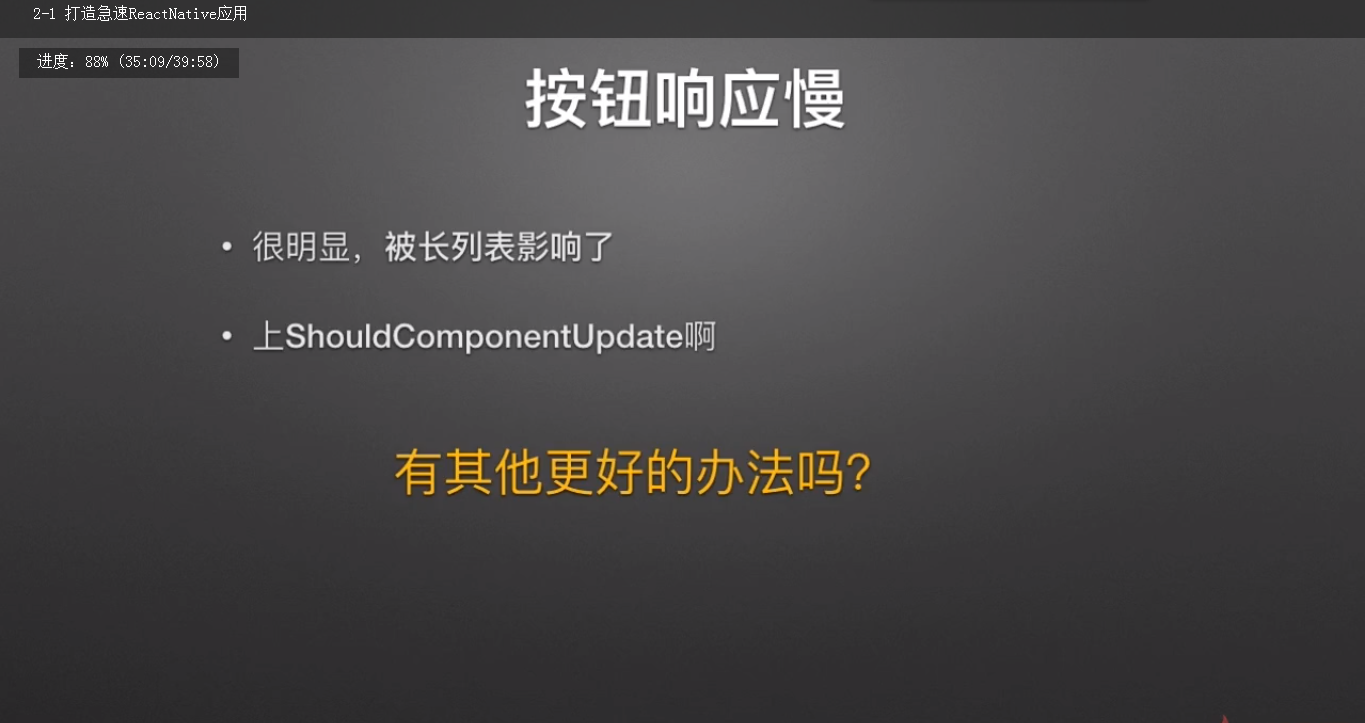 2-1 打造急速ReactNative应用
进度: 88% (35:09/39:58)
按钮响应慢
• 很明显，被长列表影响了
• 上ShouldComponentUpdate啊
有其他更好的办法吗?